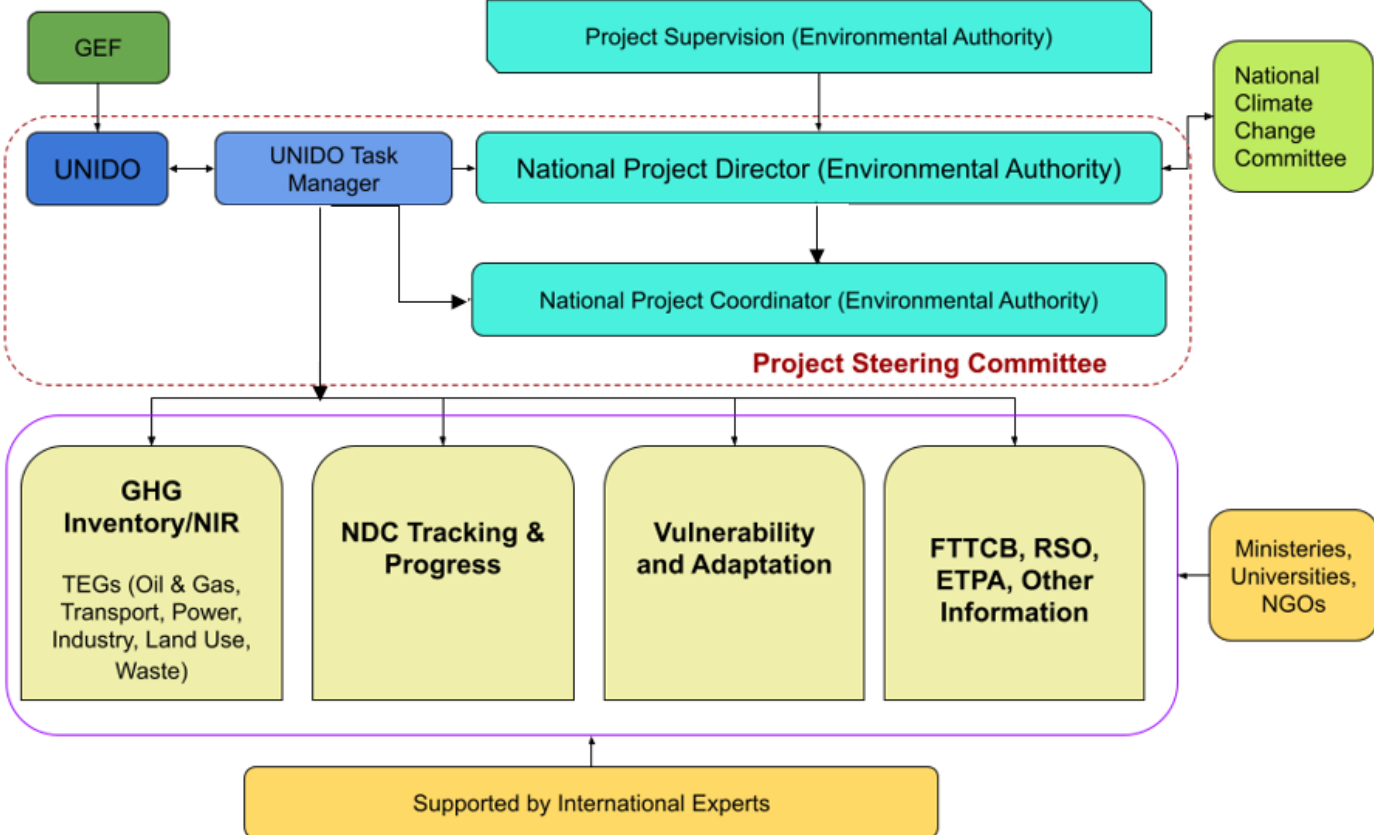 GEF
Project Supervision (Environmental Authority)
National
Climate
Change
Committee
UNIDO
UNIDO Task
Manager
National Project Director (Environmental Authority)
National Project Coordinator (Environmental Authority)
Project Steering Committee
GHG
Inventory/NIR
TEGs (Oil & Gas,
Transport, Power,
Industry, Land Use,
Waste)
NDC Tracking &
Progress
Vulnerability
and Adaptation
FTTCB, RSO,
ETPA, Other
Information
Ministeries,
Universities,
NGOs
Supported by International Experts